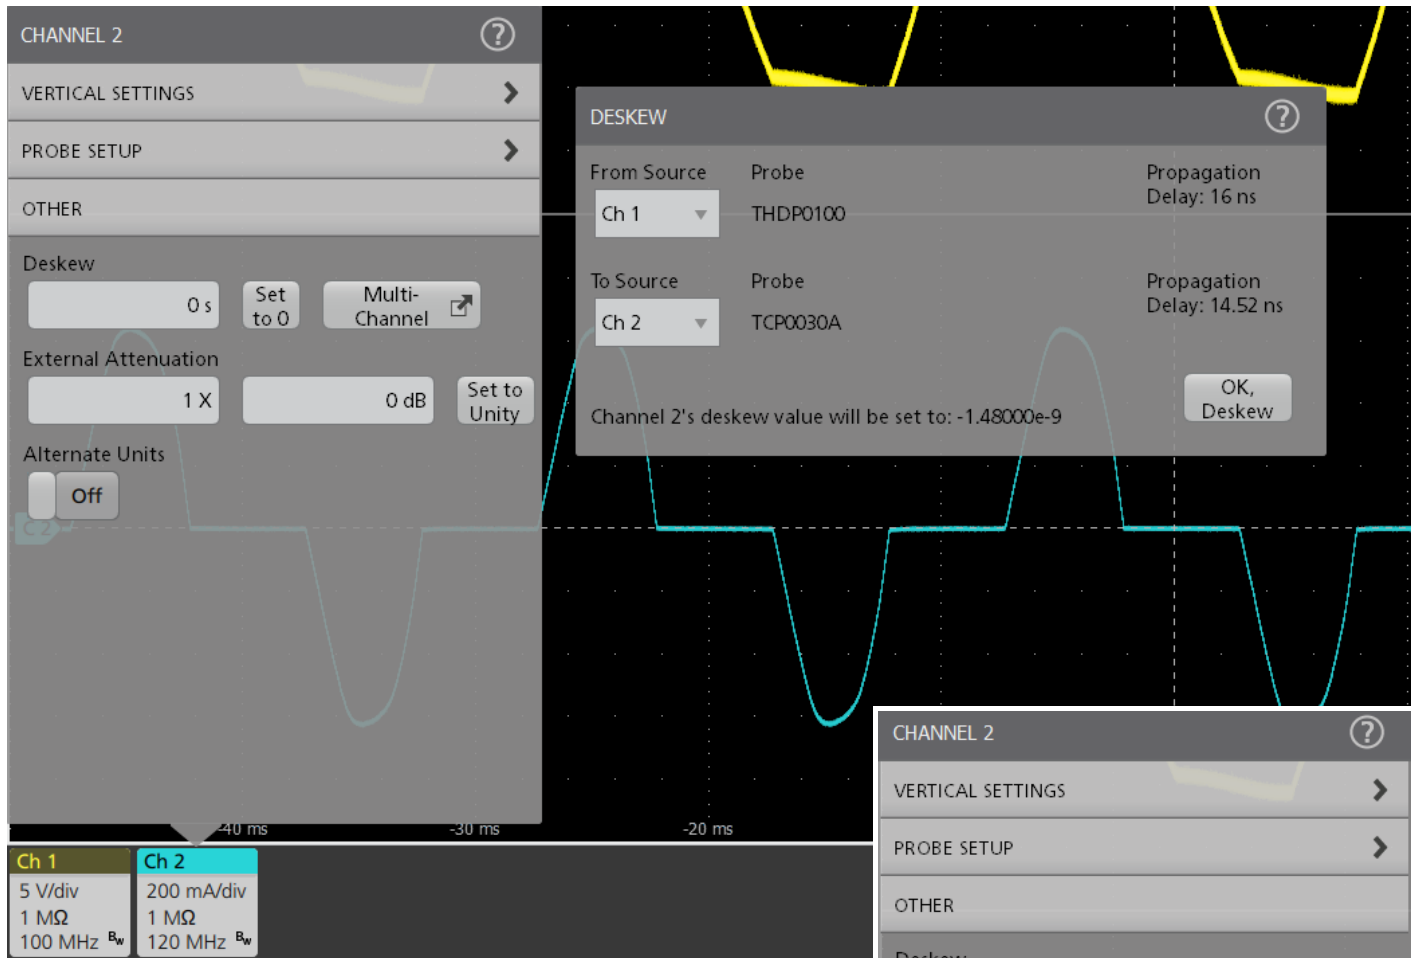 CHANNEL 2
?
VERTICAL SETTINGS
PROBE SETUP
OTHER
Deskew
0 s
Set
to 0
Multi-
Channel
External Attenuation
1 X
0 dB
Set to
Unity
Alternate Units
Off
C2
DESKEW
?
From Source
Probe
Propagation
Delay: 16 ns
Ch 1
THDP0100
To Source
Probe
Propagation
Delay: 14.52 ns
Ch 2
TCP0030A
OK,
Deskew
Channel 2's deskew value will be set to: -1.48000e-9
-40 ms
-30 ms
-20 ms
Ch 1
5 V/div
1 MΩ
100 MHz Bw
Ch 2
200 mA/div
1 MΩ
120 MHz Bw
CHANNEL 2
?
VERTICAL SETTINGS
PROBE SETUP
OTHER
Deskew